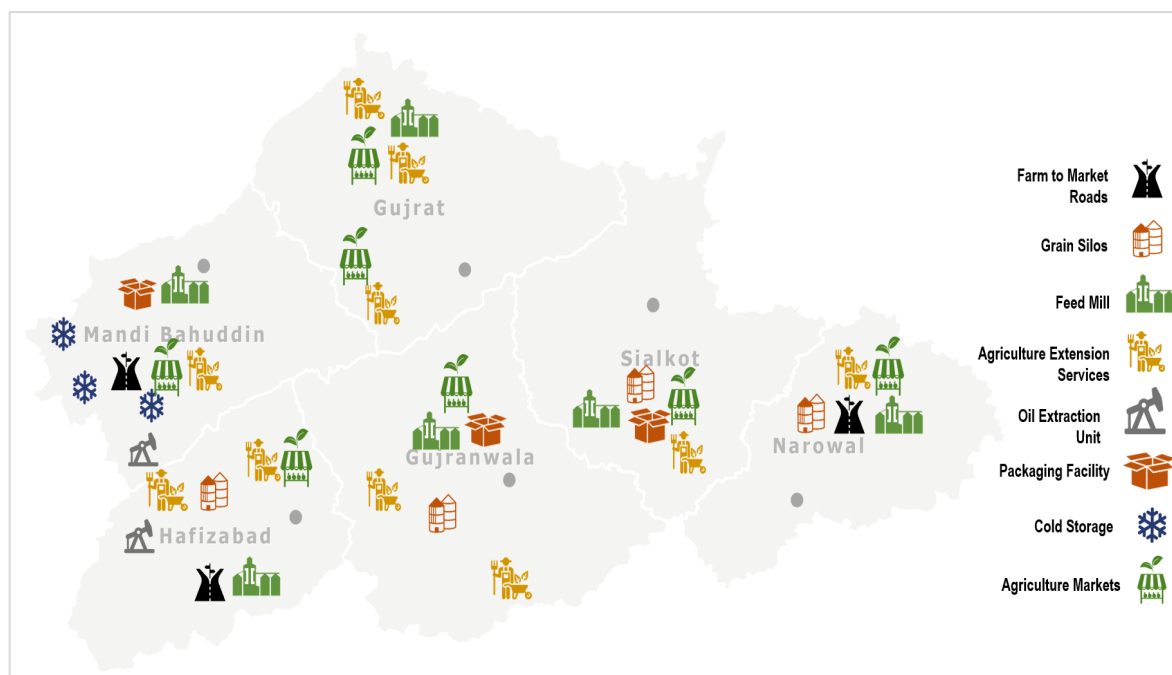 Gujrat
Mandi Bahuddin
Sialkot
Gujranwala
Narowal
Hafizabad
Farm to Market
Roads
Grain Silos
Feed Mill
Agriculture Extension
Services
Oil Extraction
Unit
Packaging Facility
Cold Storage
Agriculture Markets